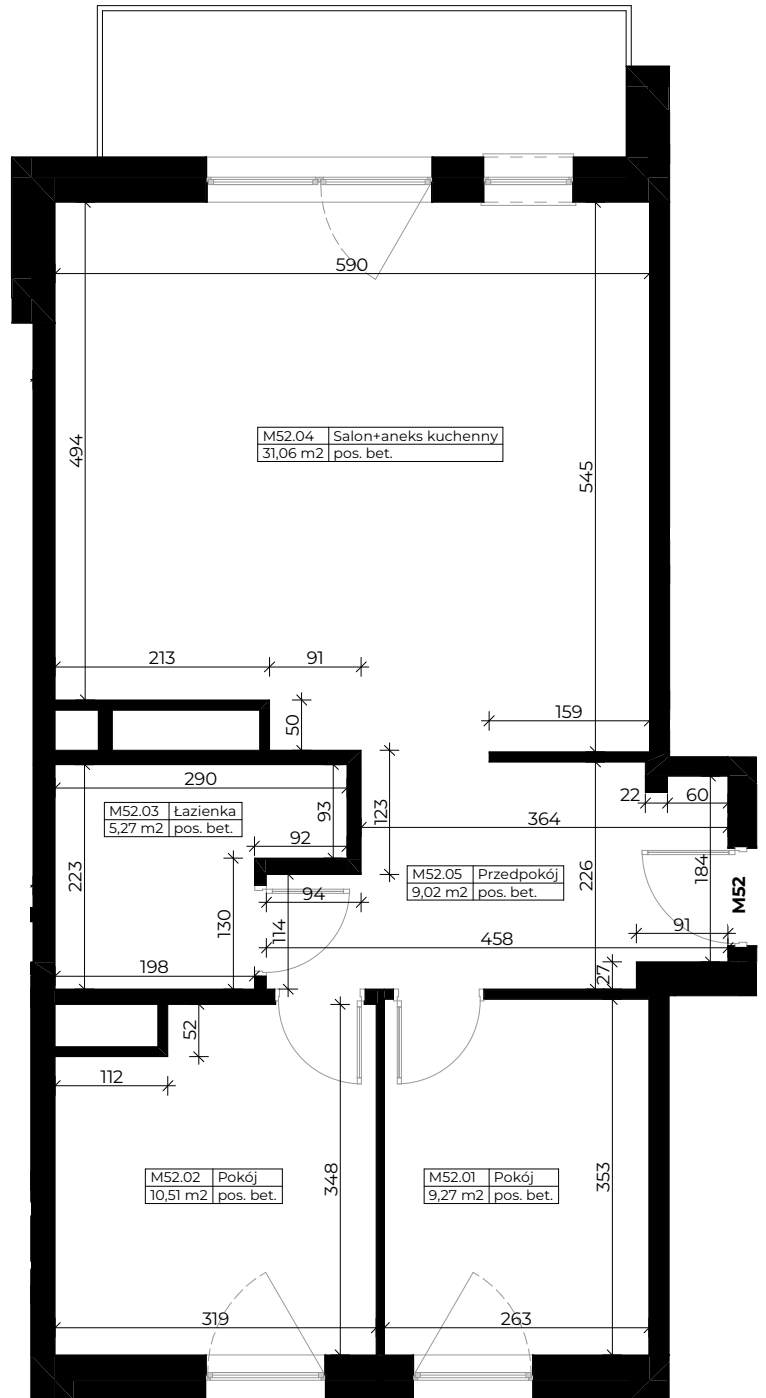 590
494
M52.04 Salon+aneks kuchenny
31,06 m2 pos. bet.
545
213
91
50
159
290
93
123
22
60
M52.03 Łazienka
5,27 m2 pos. bet.
364
92
223
M52.05 Przedpokój
9,02 m2 pos. bet.
226
184
M52
94
130
114
91
458
198
27
52
112
M52.02 Pokój
10,51 m2 pos. bet.
348
M52.01 Pokój
9,27 m2 pos. bet.
353
319
263